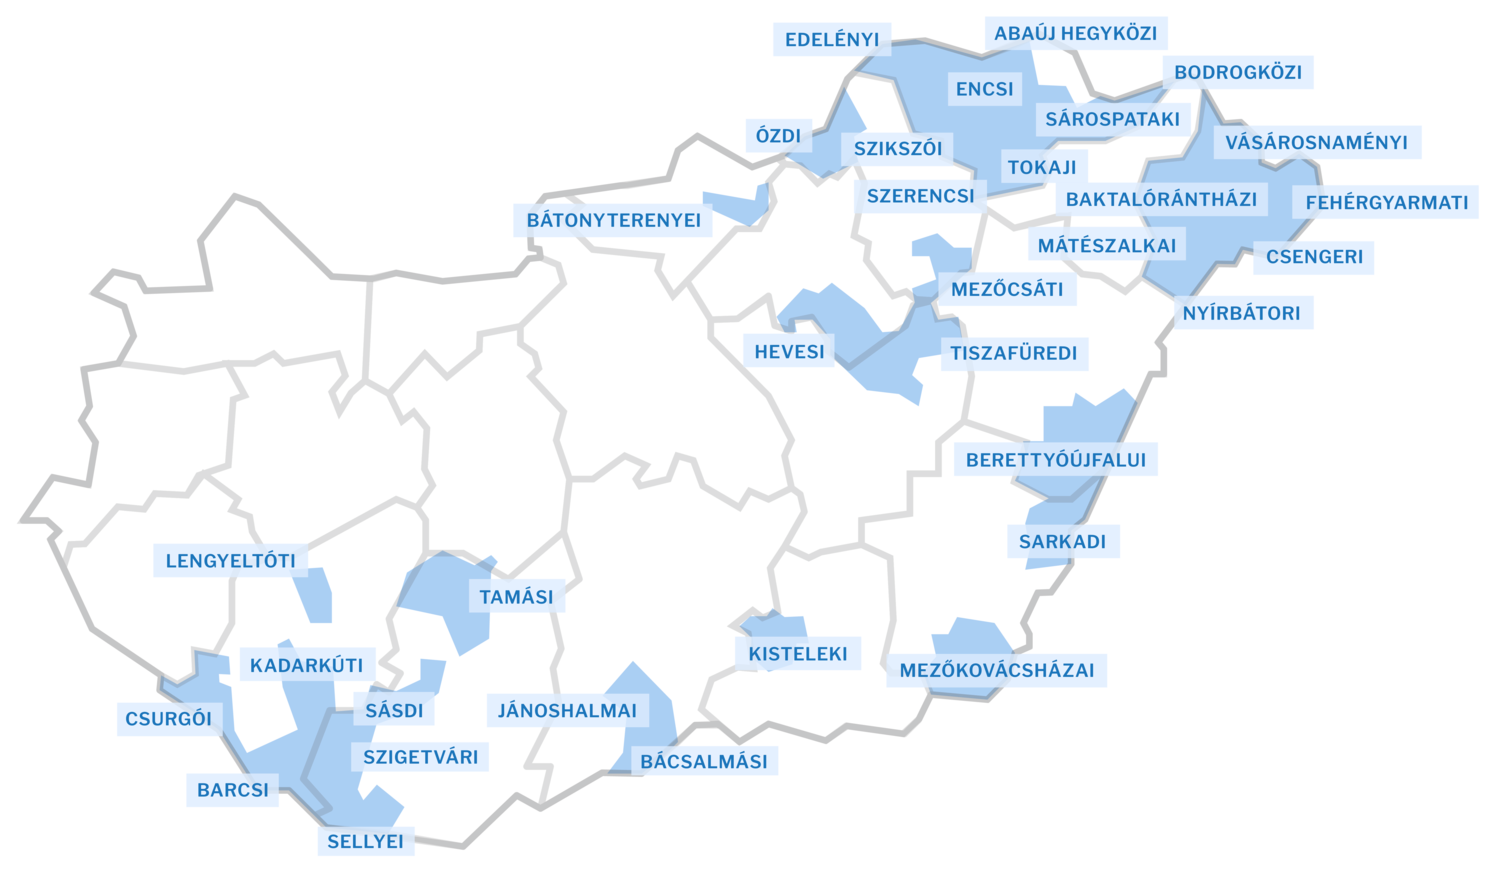 ABAÚJ HEGYKÖZI
EDELÉNYI
BODROGKÖZI
ENCSI
SÁROSPATAKI
ÓZDI
VÁSÁROSNAMÉNYI
SZIKSZÓI
TOKAJI
SZERENCSI
BAKTALÓRÁNTHÁZI
FEHÉRGYARMATI
BÁTONYTERENYEI
MÁTÉSZALKAI
CSENGERI
MEZŐCSÁTI
NYÍRBÁTORI
HEVESI
TISZAFÜREDI
BERETTYÓÚJFALUI
SARKADI
LENGYELTÓTI
TAMÁSI
KISTELEKI
KADARKÚTI
MEZŐKOVÁCSHÁZAI
SÁSDI
JÁNOSHALMAI
CSURGÓI
SZIGETVÁRI
BÁCSALMÁSI
BARCSI
SELLYEI